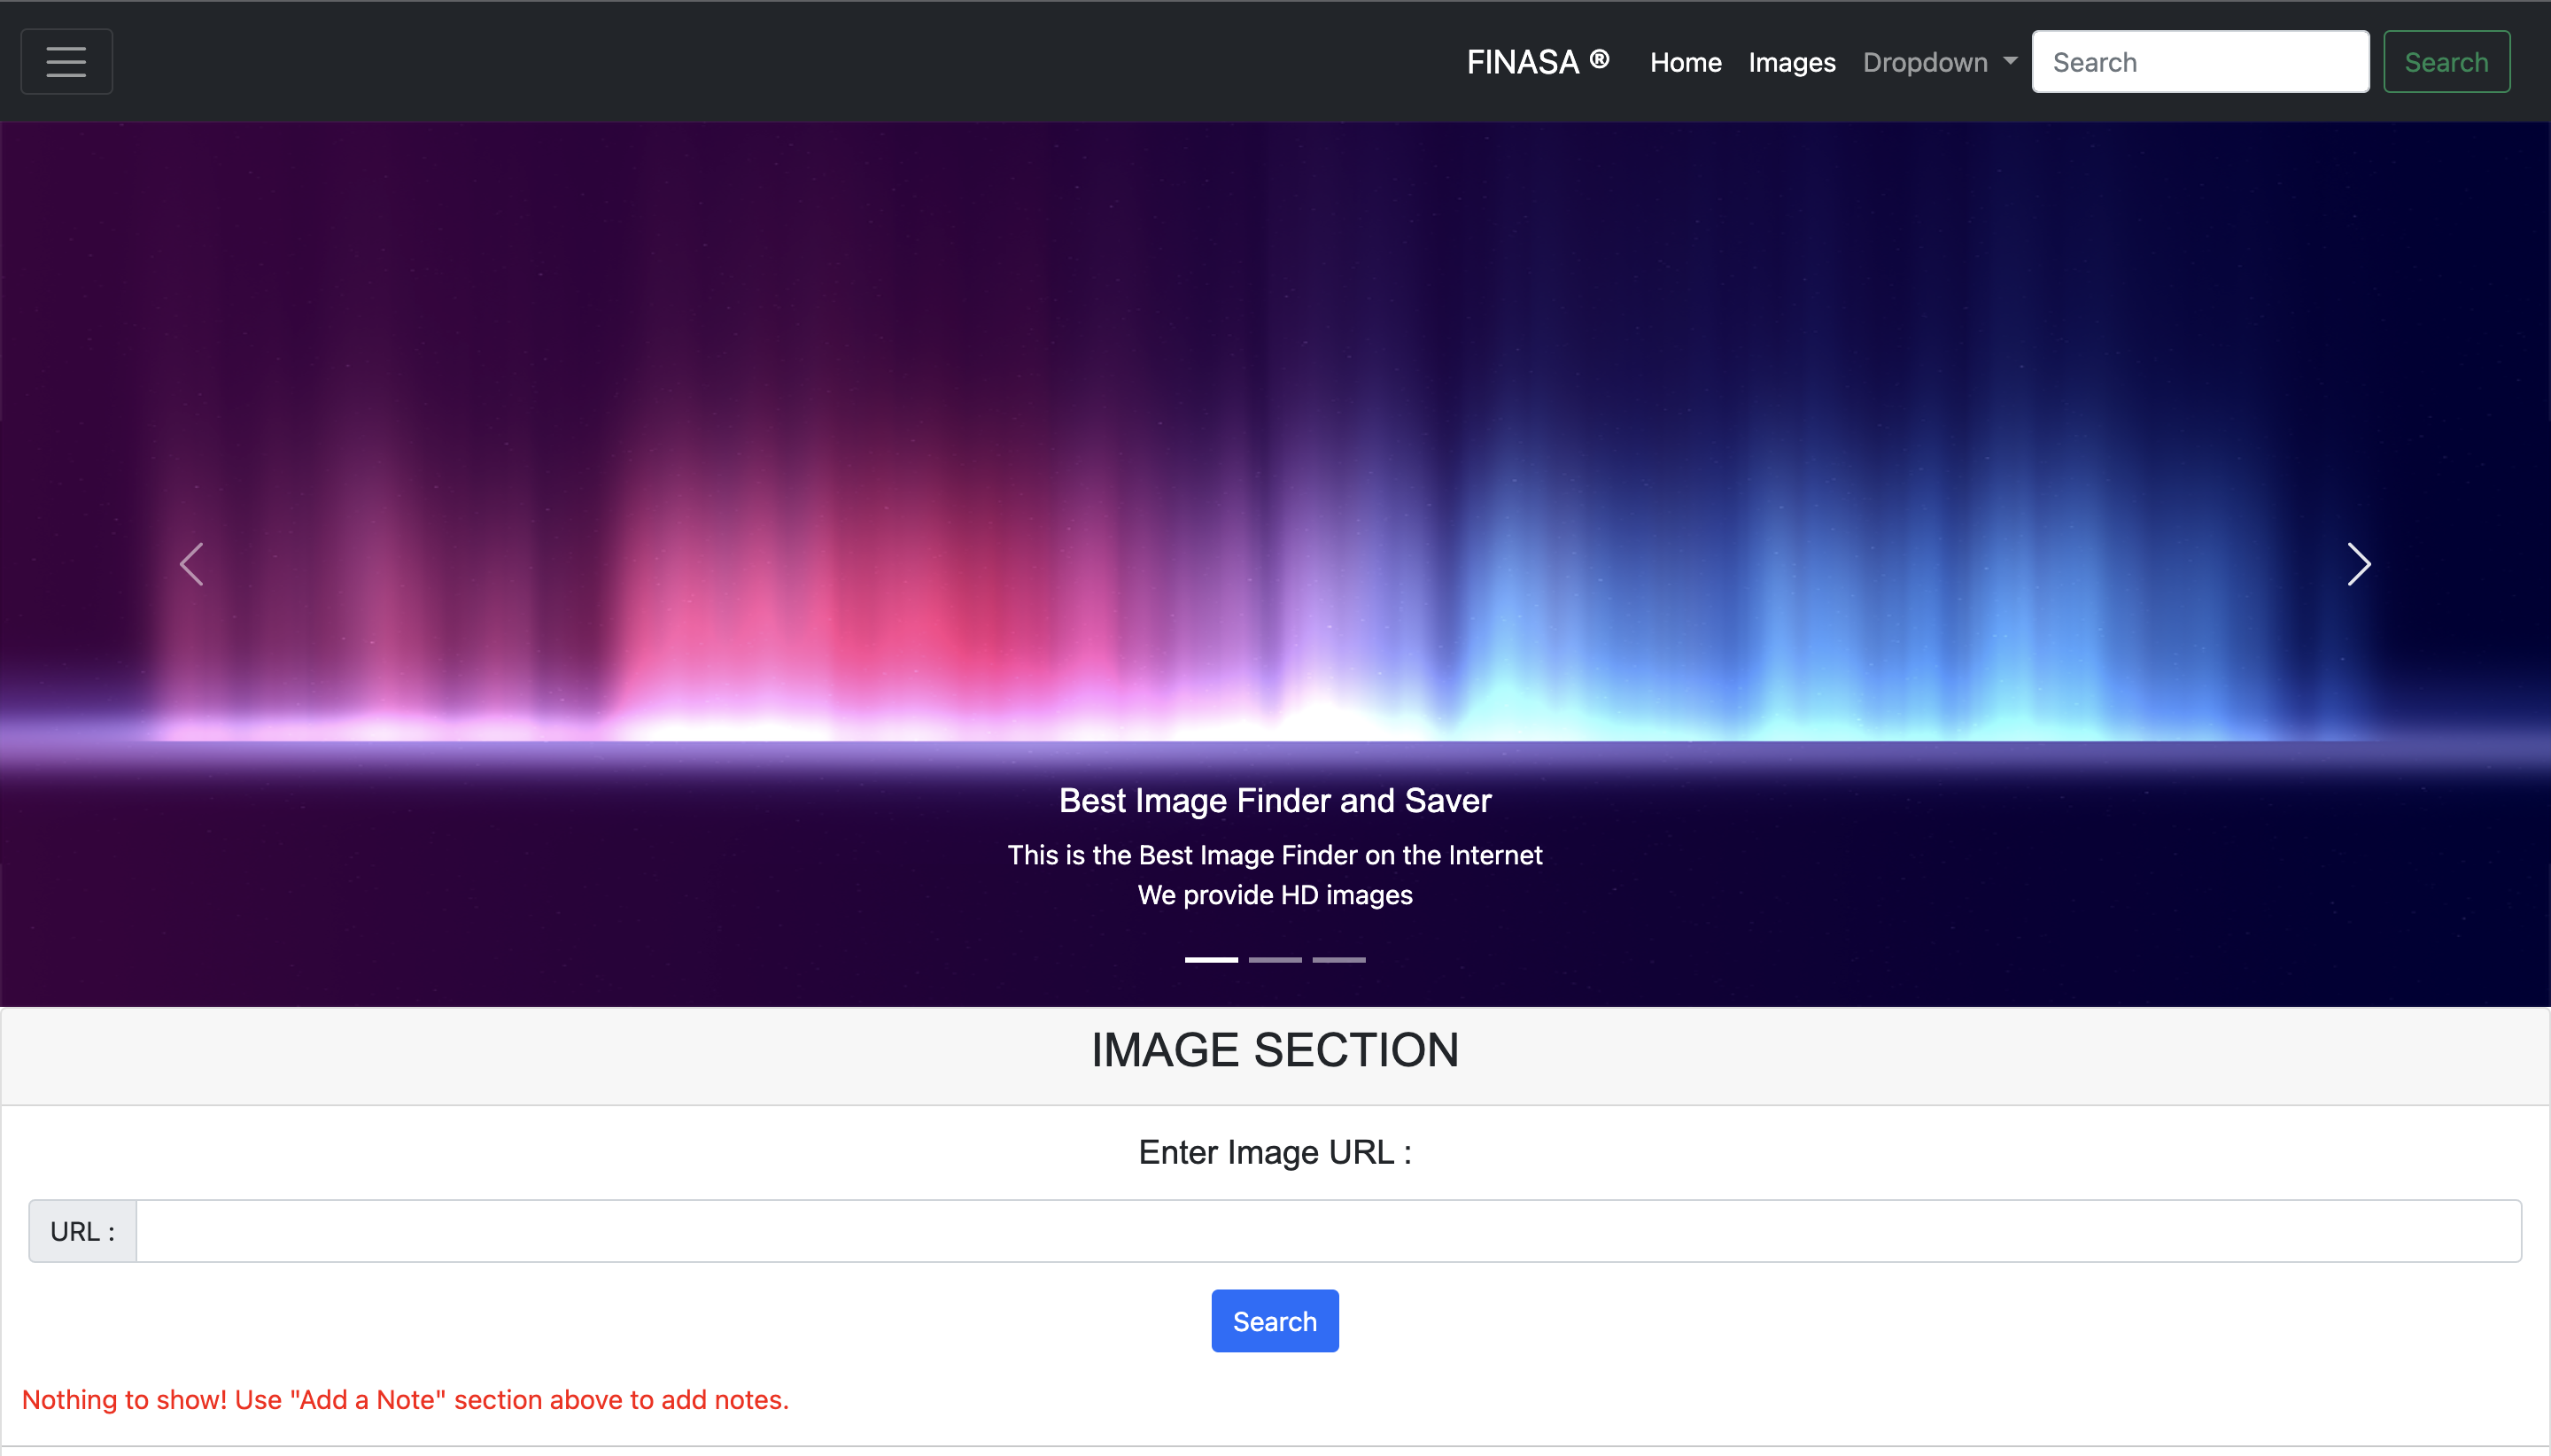 FINASA ® Home Images Dropdown Search Search
Best Image Finder and Saver
This is the Best Image Finder on the Internet
We provide HD images
IMAGE SECTION
Enter Image URL :
URL :
Search
Nothing to show! Use "Add a Note" section above to add notes.